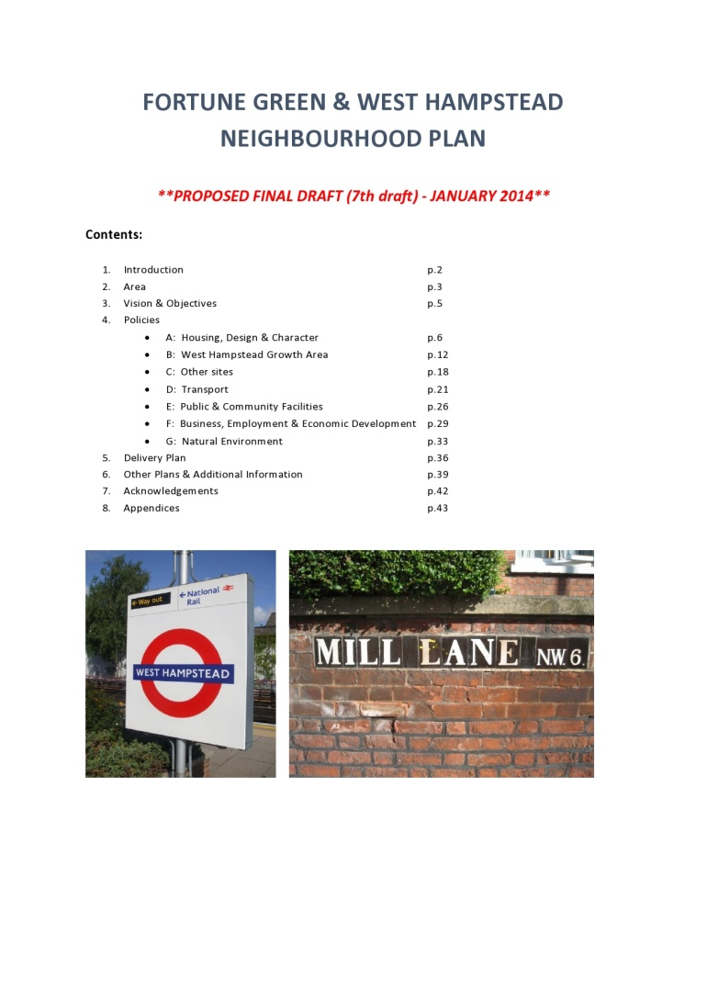 FORTUNE GREEN & WEST HAMPSTEAD
NEIGHBOURHOOD PLAN
**PROPOSED FINAL DRAFT (7th draft) - JANUARY 2014**
Contents:
1. Introduction p.2
2. Area p.3
3. Vision & Objectives p.5
4. Policies
• A: Housing, Design & Character p.6
• B: West Hampstead Growth Area p.12
• C: Other sites p.18
• D: Transport p.21
• E: Public & Community Facilities p.26
• F: Business, Employment & Economic Development p.29
• G: Natural Environment p.33
5. Delivery Plan p.36
6. Other Plans & Additional Information p.39
7. Acknowledgements p.42
8. Appendices p.43
←Way out
←National
Rail
WEST HAMPSTEAD
MILL LANE NW.6.